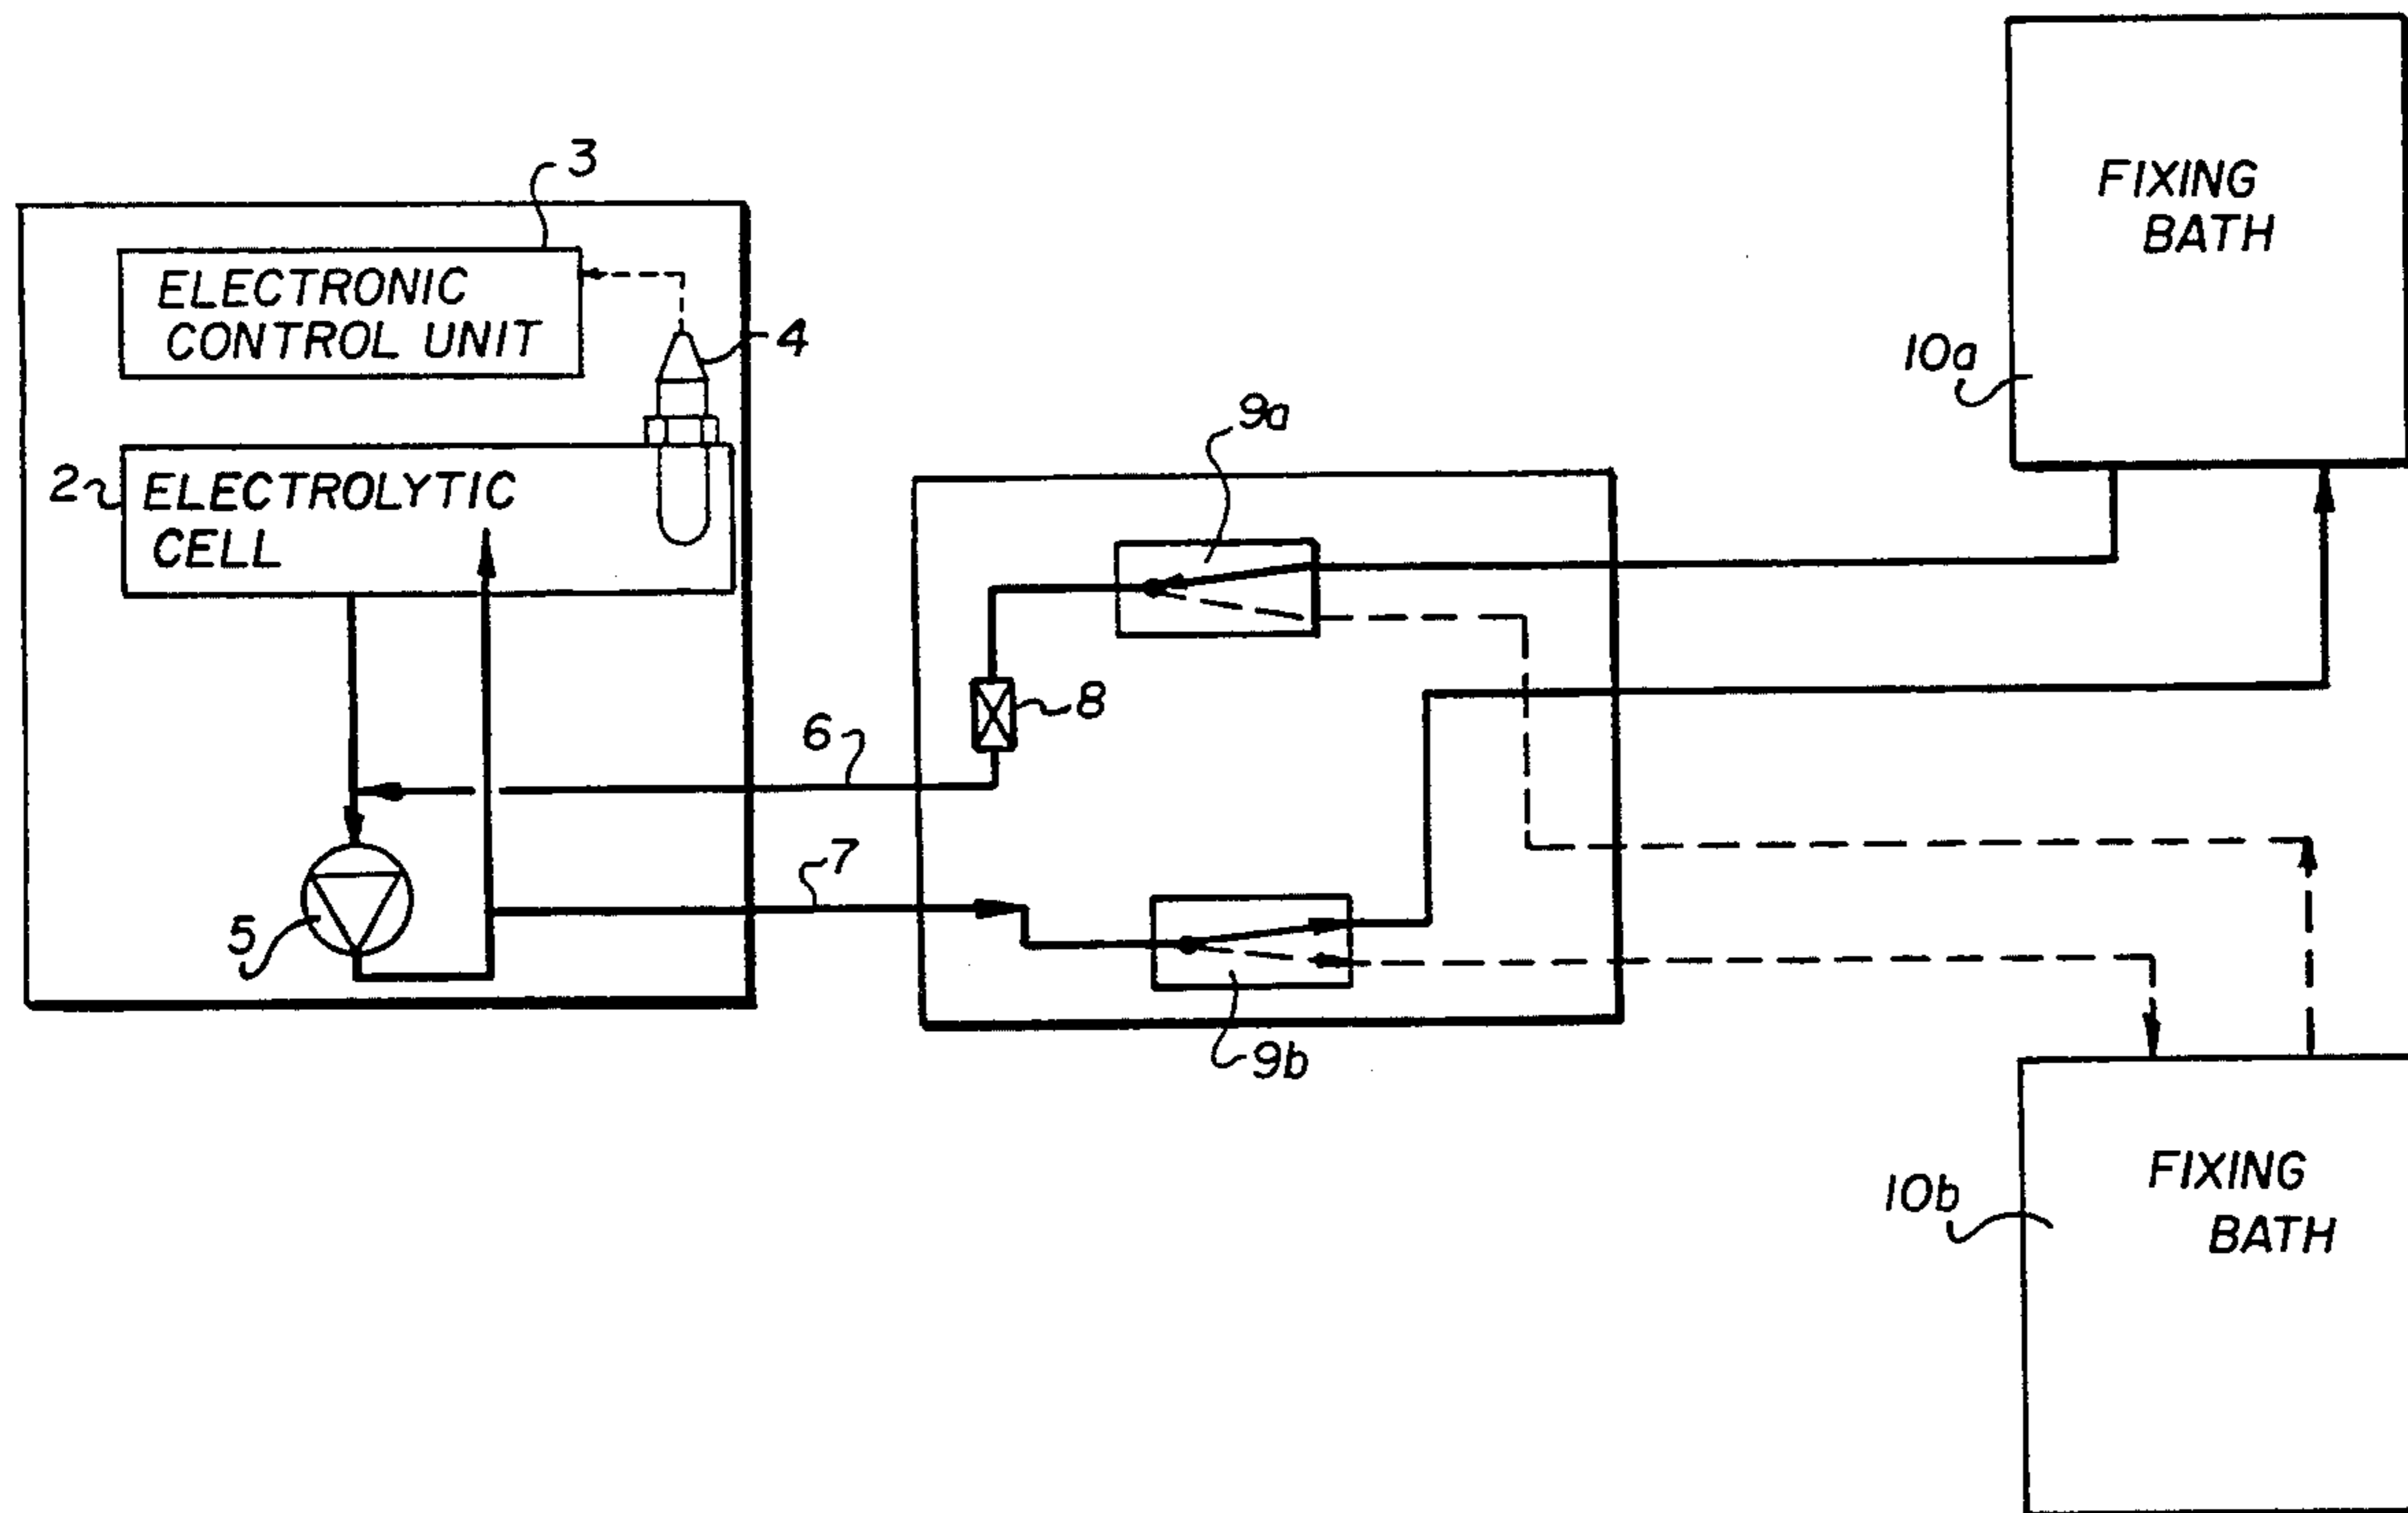 3
ELECTRONIC
CONTROL UNIT
4
2
ELECTROLYTIC
CELL
5
6
7
8
9a
9b
FIXING
BATH
10a
FIXING
BATH
10b